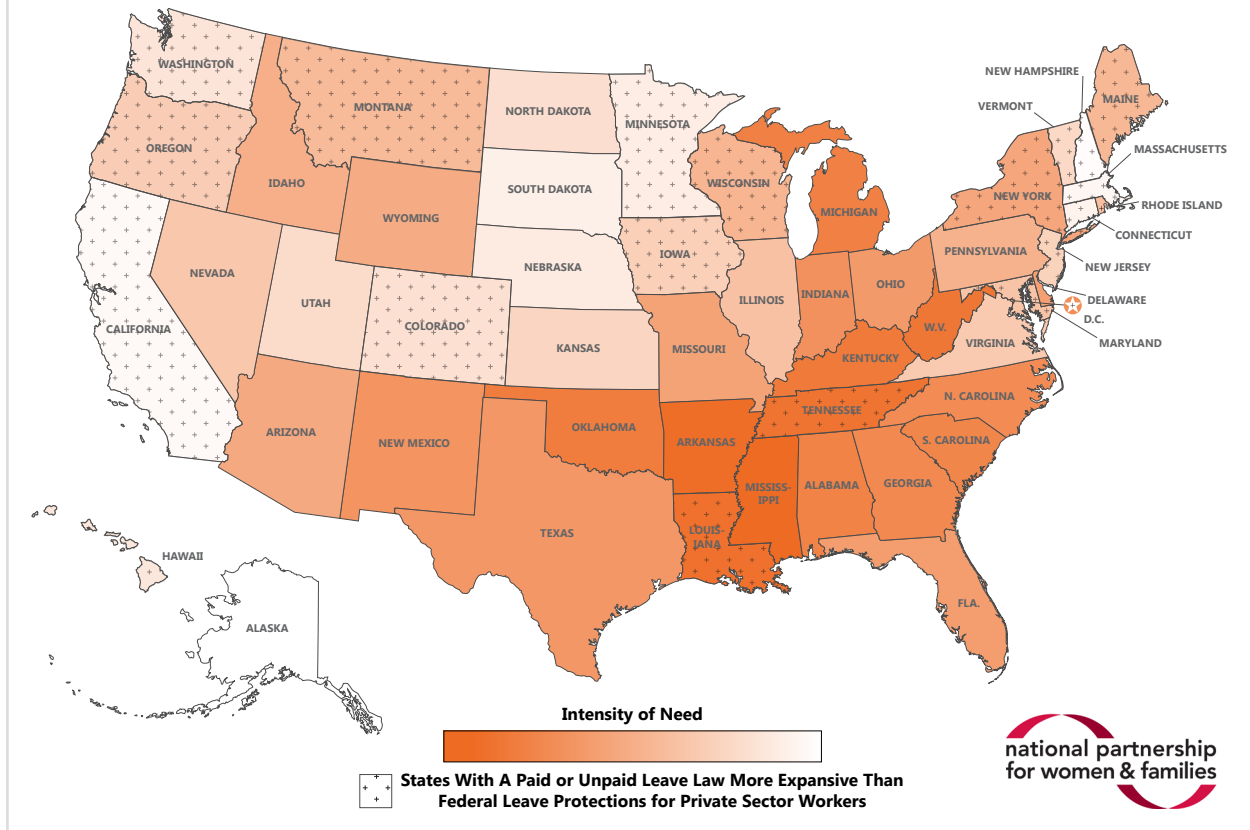 WASHINGTON
MONTANA
NORTH DAKOTA
MINNESOTA
NEW HAMPSHIRE
VERMONT
MAINE
MASSACHUSETTS
OREGON
IDAHO
SOUTH DAKOTA
WISCONSIN
NEW YORK
RHODE ISLAND
WYOMING
MICHIGAN
CONNECTICUT
NEVADA
NEBRASKA
IOWA
PENNSYLVANIA
NEW JERSEY
UTAH
ILLINOIS
INDIANA
OHIO
DELAWARE
D.C.
CALIFORNIA
COLORADO
KANSAS
MISSOURI
KENTUCKY
W.V.
VIRGINIA
MARYLAND
ARIZONA
NEW MEXICO
OKLAHOMA
ARKANSAS
TENNESSEE
N. CAROLINA
S. CAROLINA
TEXAS
LOUIS-
IANA
MISSIS-
IPPI
ALABAMA
GEORGIA
FLA.
HAWAII
ALASKA
Intensity of Need
States With A Paid or Unpaid Leave Law More Expansive Than
Federal Leave Protections for Private Sector Workers
national partnership
for women & families